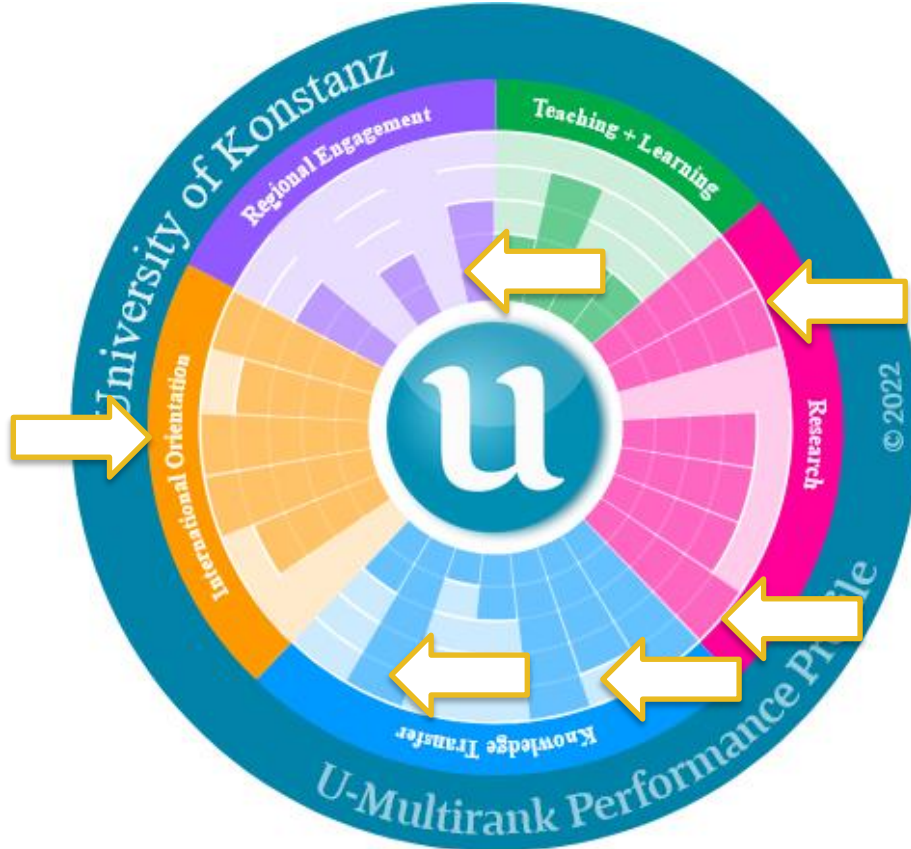 University of Konstanz
Regional Engagement
Teaching + Learning
International Orientation
Research
© 2022
u
Knowledge Transfer
U-Multirank Performance Profile